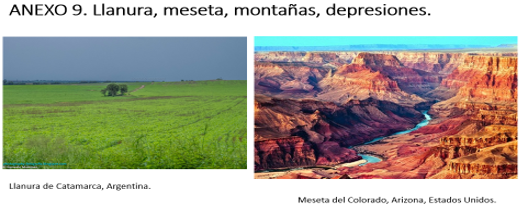 ANEXO 9. Llanura, meseta, montañas, depresiones.
Llanura de Catamarca, Argentina.
Meseta del Colorado, Arizona, Estados Unidos.